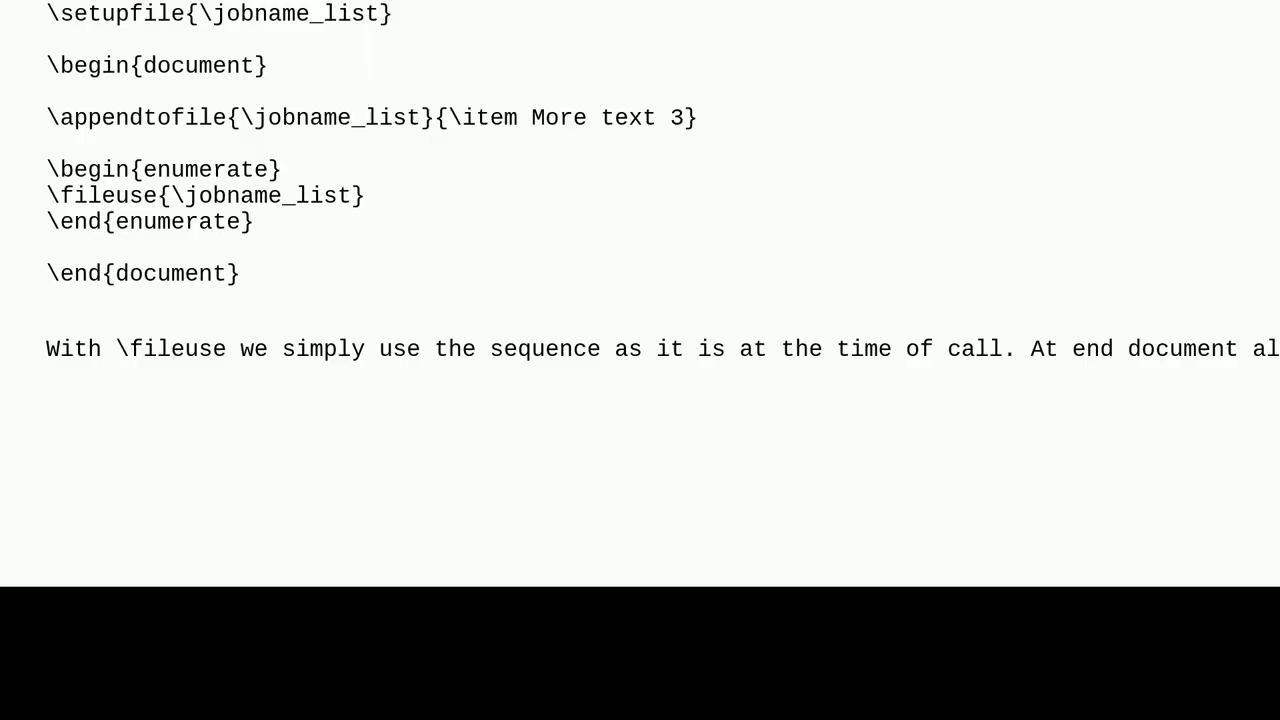 \setupfile{\jobname_list}
\begin{document}
\appendtofile{\jobname_list}{\item More text 3}
\begin{enumerate}
\fileuse{\jobname_list}
\end{enumerate}
\end{document}
With \fileuse we simply use the sequence as it is at the time of call. At end document al